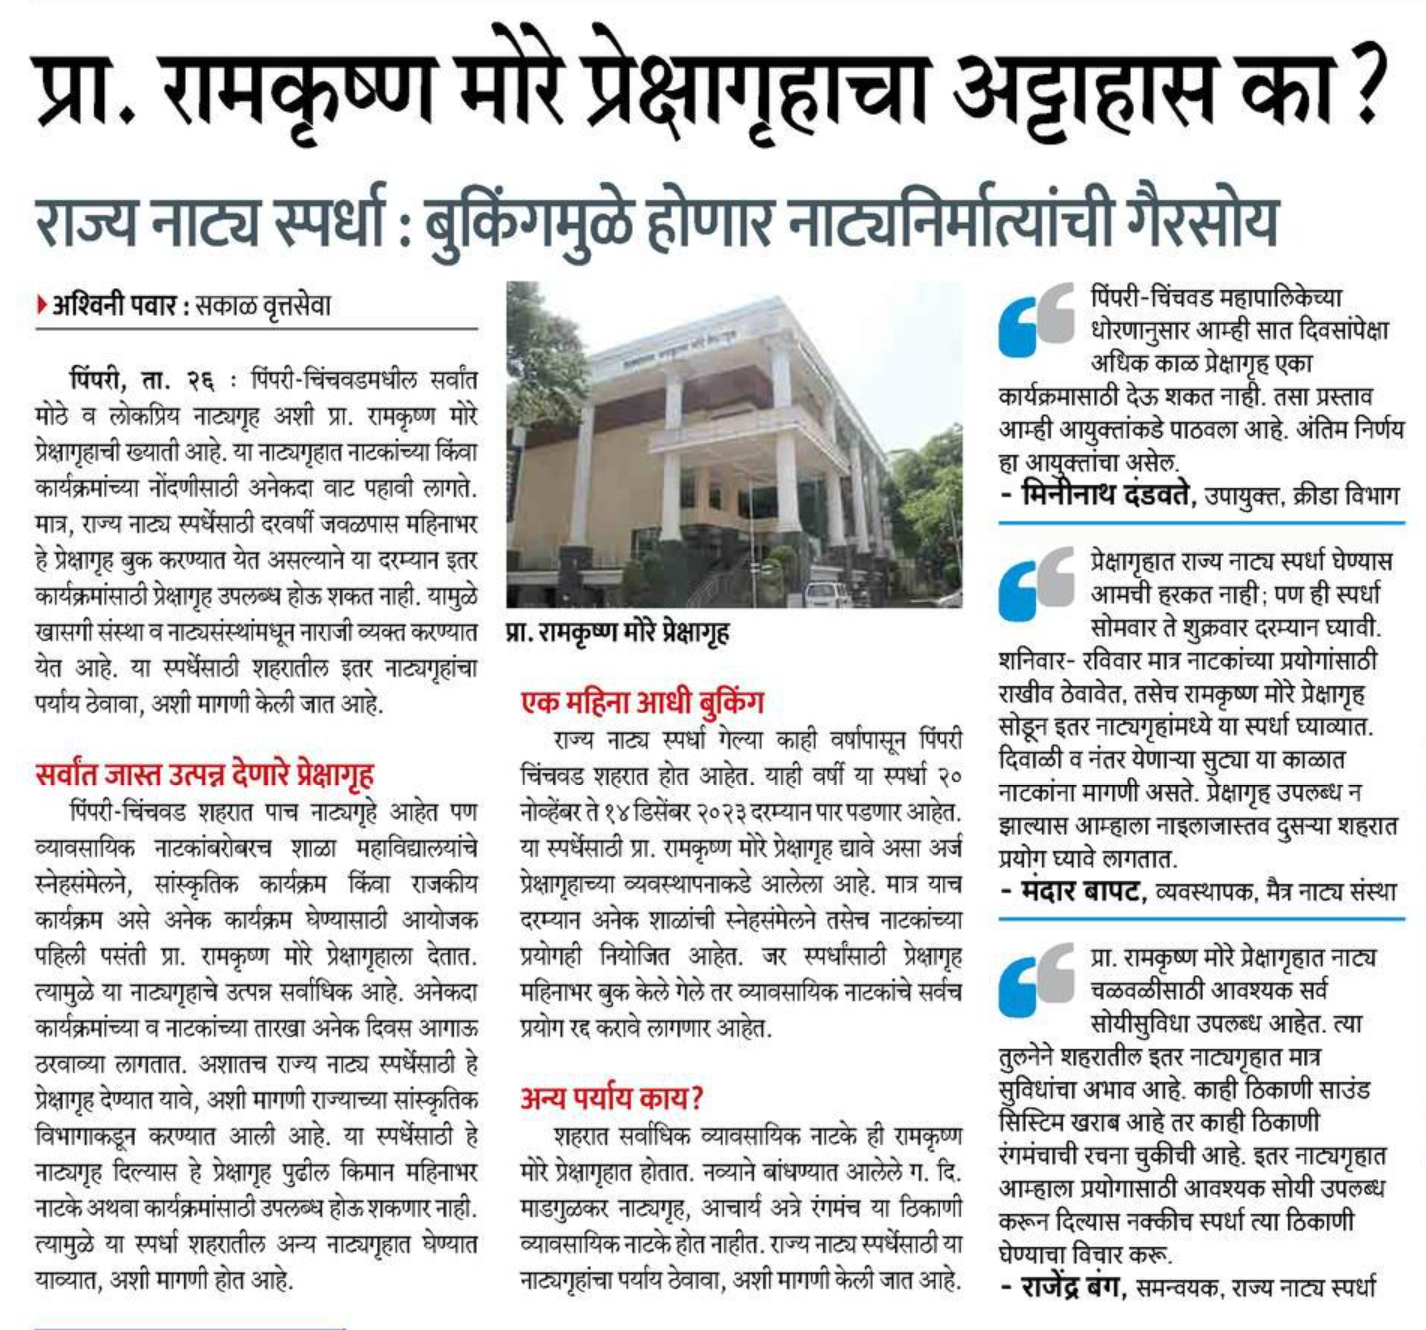 प्रा. रामकृष्ण मोरे प्रेक्षागृहाचा अट्टाहास का ?
राज्य नाट्य स्पर्धा : बुकिंगमुळे होणार नाट्यनिर्मात्यांची गैरसोय
अश्विनी पवार : सकाळ वृत्तसेवा
पिंपरी, ता. २६ : पिंपरी-चिंचवडमधील सर्वांत
मोठे व लोकप्रिय नाट्यगृह अशी प्रा. रामकृष्ण मोरे
प्रेक्षागृहाची ख्याती आहे. या नाट्यगृहात नाटकांच्या किंवा
कार्यक्रमांच्या नोंदणीसाठी अनेकदा वाट पहावी लागते.
मात्र, राज्य नाट्य स्पर्धेसाठी दरवर्षी जवळपास महिनाभर
हे प्रेक्षागृह बुक करण्यात येत असल्याने या दरम्यान इतर
कार्यक्रमांसाठी प्रेक्षागृह उपलब्ध होऊ शकत नाही. यामुळे
खासगी संस्था व नाट्यसंस्थांमधून नाराजी व्यक्त करण्यात
येत आहे. या स्पर्धेसाठी शहरातील इतर नाट्यगृहांचा
पर्याय ठेवावा, अशी मागणी केली जात आहे.
सर्वांत जास्त उत्पन्न देणारे प्रेक्षागृह
पिंपरी-चिंचवड शहरात पाच नाट्यगृहे आहेत पण
व्यावसायिक नाटकांबरोबरच शाळा महाविद्यालयांचे
स्नेहसंमेलने, सांस्कृतिक कार्यक्रम किंवा राजकीय
कार्यक्रम असे अनेक कार्यक्रम घेण्यासाठी आयोजक
पहिली पसंती प्रा. रामकृष्ण मोरे प्रेक्षागृहाला देतात.
त्यामुळे या नाट्यगृहाचे उत्पन्न सर्वाधिक आहे. अनेकदा
कार्यक्रमांच्या व नाटकांच्या तारखा अनेक दिवस आगाऊ
ठरवाव्या लागतात. अशातच राज्य नाट्य स्पर्धेसाठी हे
प्रेक्षागृह देण्यात यावे, अशी मागणी राज्याच्या सांस्कृतिक
विभागाकडून करण्यात आली आहे. या स्पर्धेसाठी हे
नाट्यगृह दिल्यास हे प्रेक्षागृह पुढील किमान महिनाभर
नाटके अथवा कार्यक्रमांसाठी उपलब्ध होऊ शकणार नाही.
त्यामुळे या स्पर्धा शहरातील अन्य नाट्यगृहात घेण्यात
याव्यात, अशी मागणी होत आहे.
प्रा. रामकृष्ण मोरे प्रेक्षागृह
एक महिना आधी बुकिंग
राज्य नाट्य स्पर्धा गेल्या काही वर्षापासून पिंपरी
चिंचवड शहरात होत आहेत. याही वर्षी या स्पर्धा २०
नोव्हेंबर ते १४ डिसेंबर २०२३ दरम्यान पार पडणार आहेत.
या स्पर्धेसाठी प्रा. रामकृष्ण मोरे प्रेक्षागृह द्यावे असा अर्ज
प्रेक्षागृहाच्या व्यवस्थापनाकडे आलेला आहे. मात्र याच
दरम्यान अनेक शाळांची स्नेहसंमेलने तसेच नाटकांच्या
प्रयोगही नियोजित आहेत. जर स्पर्धांसाठी प्रेक्षागृह
महिनाभर बुक केले गेले तर व्यावसायिक नाटकांचे सर्वच
प्रयोग रद्द करावे लागणार आहेत.
अन्य पर्याय काय?
शहरात सर्वाधिक व्यावसायिक नाटके ही रामकृष्ण
मोरे प्रेक्षागृहात होतात. नव्याने बांधण्यात आलेले ग. दि.
माडगुळकर नाट्यगृह, आचार्य अत्रे रंगमंच या ठिकाणी
व्यावसायिक नाटके होत नाहीत. राज्य नाट्य स्पर्धेसाठी या
नाट्यगृहांचा पर्याय ठेवावा, अशी मागणी केली जात आहे.
पिंपरी-चिंचवड महापालिकेच्या
धोरणानुसार आम्ही सात दिवसांपेक्षा
अधिक काळ प्रेक्षागृह एका
कार्यक्रमासाठी देऊ शकत नाही. तसा प्रस्ताव
आम्ही आयुक्तांकडे पाठवला आहे. अंतिम निर्णय
हा आयुक्तांचा असेल.
- मिनीनाथ दंडवते, उपायुक्त, क्रीडा विभाग
प्रेक्षागृहात राज्य नाट्य स्पर्धा घेण्यास
आमची हरकत नाही; पण ही स्पर्धा
सोमवार ते शुक्रवार दरम्यान घ्यावी.
शनिवार- रविवार मात्र नाटकांच्या प्रयोगांसाठी
राखीव ठेवावेत, तसेच रामकृष्ण मोरे प्रेक्षागृह
सोडून इतर नाट्यगृहांमध्ये या स्पर्धा घ्याव्यात.
दिवाळी व नंतर येणाऱ्या सुट्या या काळात
नाटकांना मागणी असते. प्रेक्षागृह उपलब्ध न
झाल्यास आम्हाला नाइलाजास्तव दुसऱ्या शहरात
प्रयोग घ्यावे लागतात.
- मंदार बापट, व्यवस्थापक, मैत्र नाट्य संस्था
प्रा. रामकृष्ण मोरे प्रेक्षागृहात नाट्य
चळवळीसाठी आवश्यक सर्व
सोयीसुविधा उपलब्ध आहेत. त्या
तुलनेने शहरातील इतर नाट्यगृहात मात्र
सुविधांचा अभाव आहे. काही ठिकाणी साउंड
सिस्टिम खराब आहे तर काही ठिकाणी
रंगमंचाची रचना चुकीची आहे. इतर नाट्यगृहात
आम्हाला प्रयोगासाठी आवश्यक सोयी उपलब्ध
करून दिल्यास नक्कीच स्पर्धा त्या ठिकाणी
घेण्याचा विचार करू.
- राजेंद्र बंग, समन्वयक, राज्य नाट्य स्पर्धा